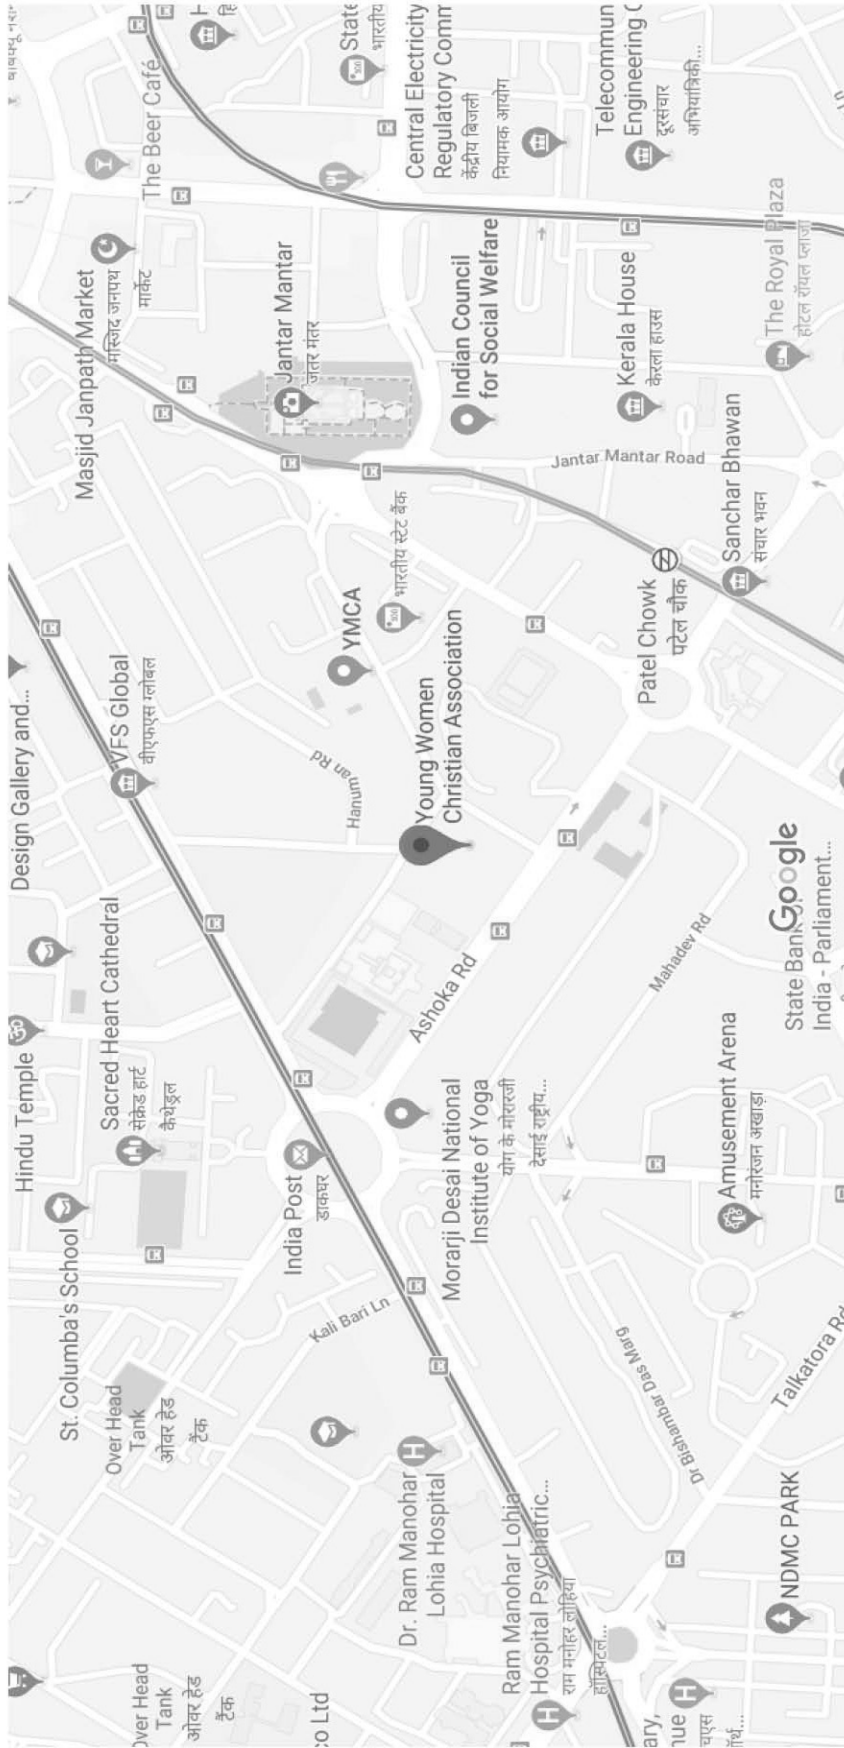 Hindu Temple
Design Gallery and...
St. Columba's School
Sacred Heart Cathedral
सेक्रेड हार्ट
कैथेड्रल
VFS Global
वीएफएस ग्लोबल
Masjid Janpath Market
मस्जिद जनपथ
मार्केट
The Beer Café
Over Head
Tank
ओवर हेड
टैंक
Over Head
Tank
ओवर हेड
टैंक
co Ltd
India Post
डाकघर
Kali Bari Ln
Hanuman Rd
YMCA
भारतीय स्टेट बैंक
Jantar Mantar
जंतर मंतर
State
भारतीय
Dr. Ram Manohar
Lohia Hospital
Morarji Desai National
Institute of Yoga
योग के मोरारजी
देसाई राष्ट्रीय...
Ashoka Rd
Young Women
Christian Association
Indian Council
for Social Welfare
Central Electricity
Regulatory Comm
केंद्रीय बिजली
नियामक आयोग
Ram Manohar Lohia
Hospital Psychiatric...
राम मनोहर लोहिया
हॉस्पिटल...
Dr Bishambar Das Marg
Mahadev Rd
Patel Chowk
पटेल चौक
Jantar Mantar Road
Kerala House
केरला हाउस
Telecommun
Engineering C
दूरसंचार
अभियांत्रिकी...
Sanchar Bhawan
संचार भवन
The Royal Plaza
होटल रॉयल प्लाजा
Amusement Arena
मनोरंजन अखाड़ा
NDMC PARK
Talkatora Rd
State Bank of
India - Parliament...
Google